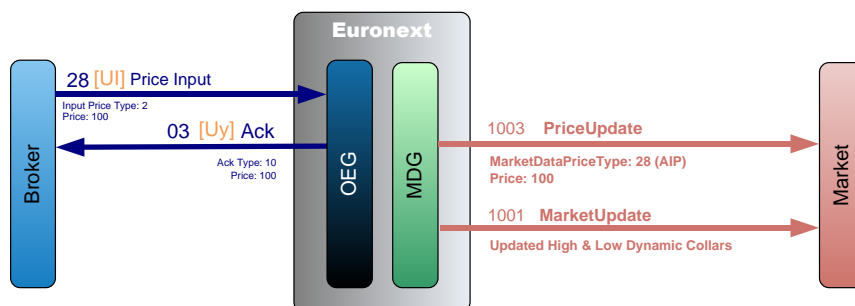 Euronext
28 [UI] Price Input
Input Price Type: 2
Price: 100
03 [Uy] Ack
Ack Type: 10
Price: 100
Broker
OEG
MDG
1003 PriceUpdate
MarketDataPriceType: 28 (AIP)
Price: 100
1001 MarketUpdate
Updated High & Low Dynamic Collars
Market